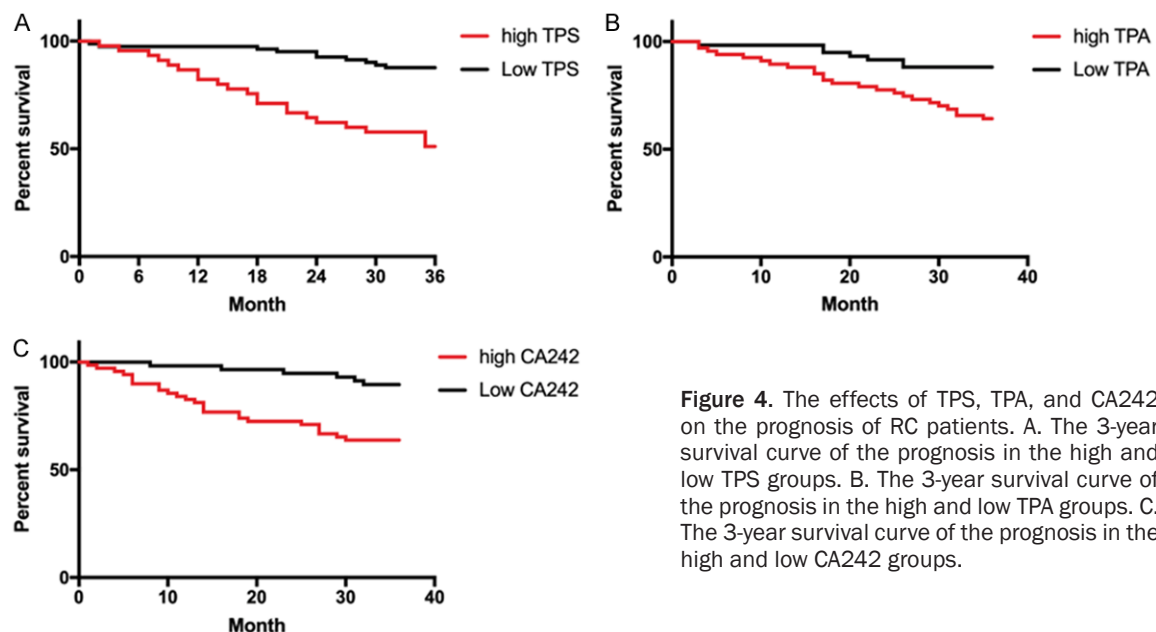 A
high TPS
Low TPS
Percent survival
100
50
0
0 6 12 18 24 30 36
Month
B
high TPA
Low TPA
Percent survival
100
50
0
0 10 20 30 40
Month
C
high CA242
Low CA242
Percent survival
100
50
0
0 10 20 30 40
Month
Figure 4. The effects of TPS, TPA, and CA242
on the prognosis of RC patients. A. The 3-year
survival curve of the prognosis in the high and
low TPS groups. B. The 3-year survival curve of
the prognosis in the high and low TPA groups. C.
The 3-year survival curve of the prognosis in the
high and low CA242 groups.